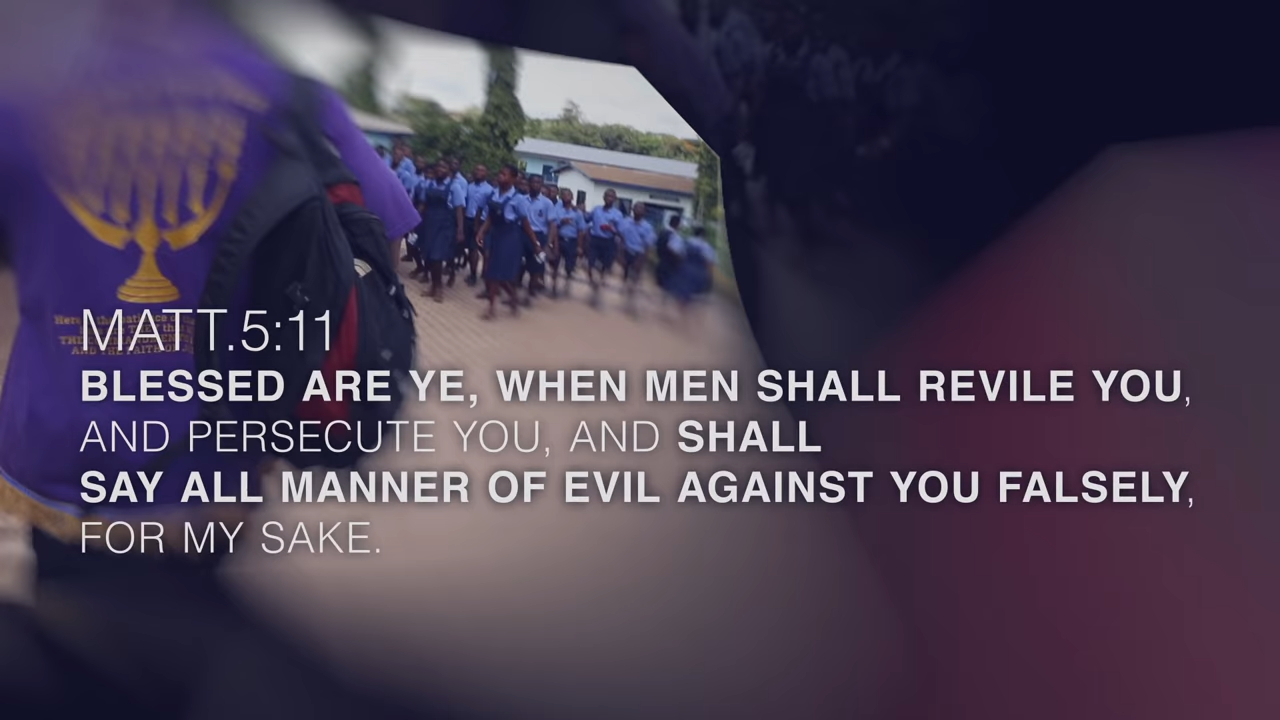 MATT.5:11
BLESSED ARE YE, WHEN MEN SHALL REVILE YOU,
AND PERSECUTE YOU, AND SHALL
SAY ALL MANNER OF EVIL AGAINST YOU FALSELY,
FOR MY SAKE.